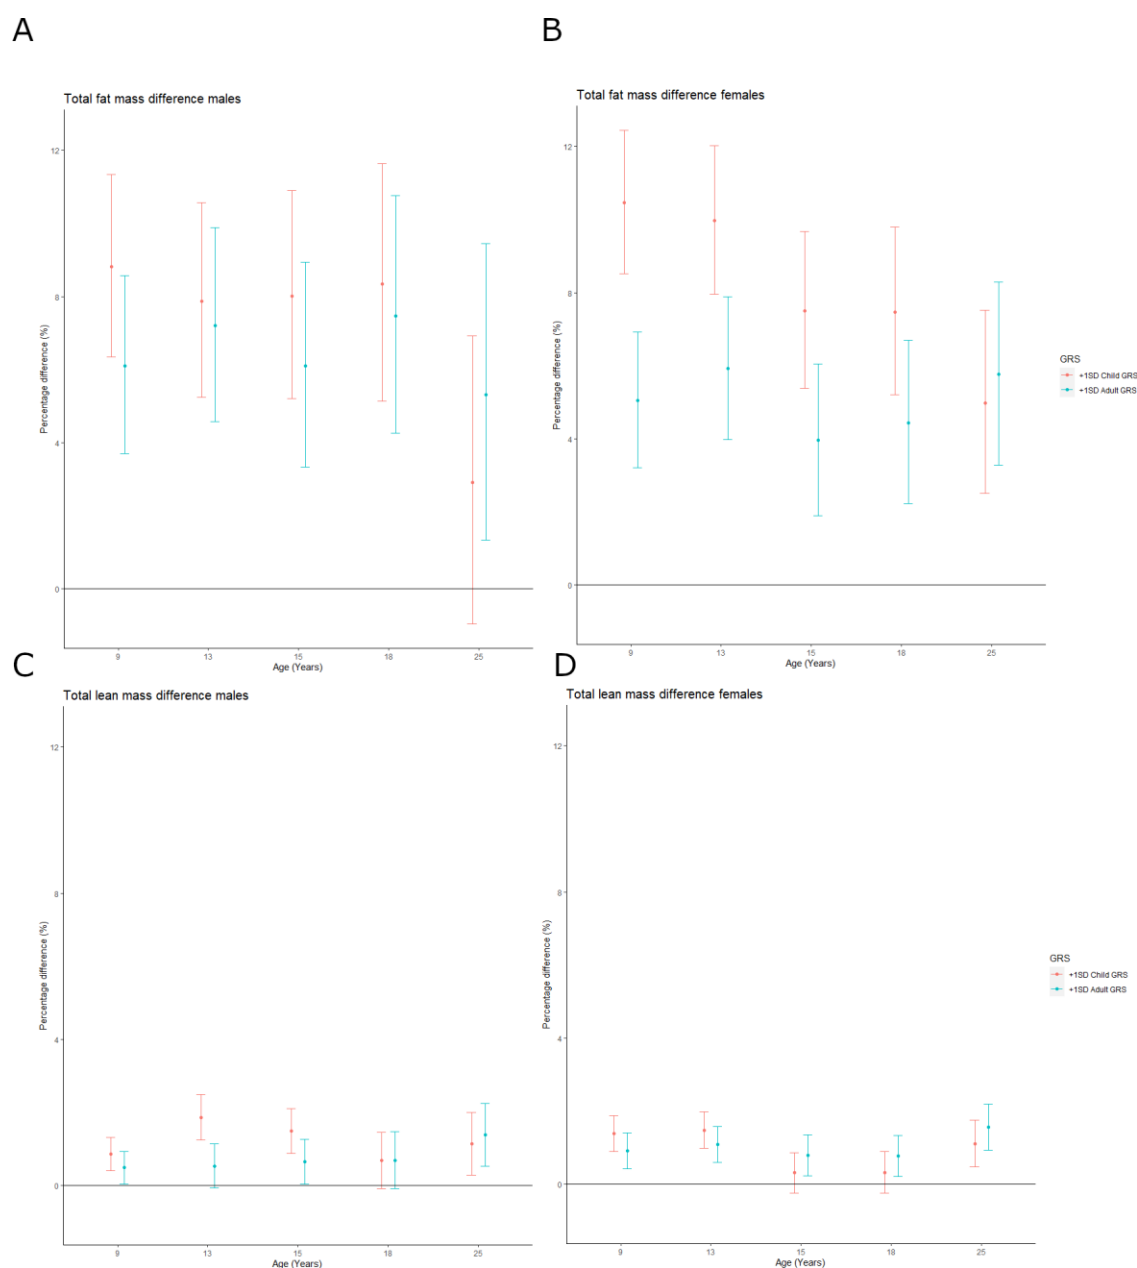 A
B
Total fat mass difference males
Total fat mass difference females
12
8
4
0
Percentage difference (%)
9
13
15
18
25
Age (Years)
12
8
4
0
Percentage difference (%)
9
13
15
18
25
Age (Years)
GRS
+1SD Child GRS
+1SD Adult GRS
C
D
Total lean mass difference males
Total lean mass difference females
12
8
4
0
Percentage difference (%)
9
13
15
18
25
Age (Years)
12
8
4
0
Percentage difference (%)
9
13
15
18
25
Age (Years)
GRS
+1SD Child GRS
+1SD Adult GRS